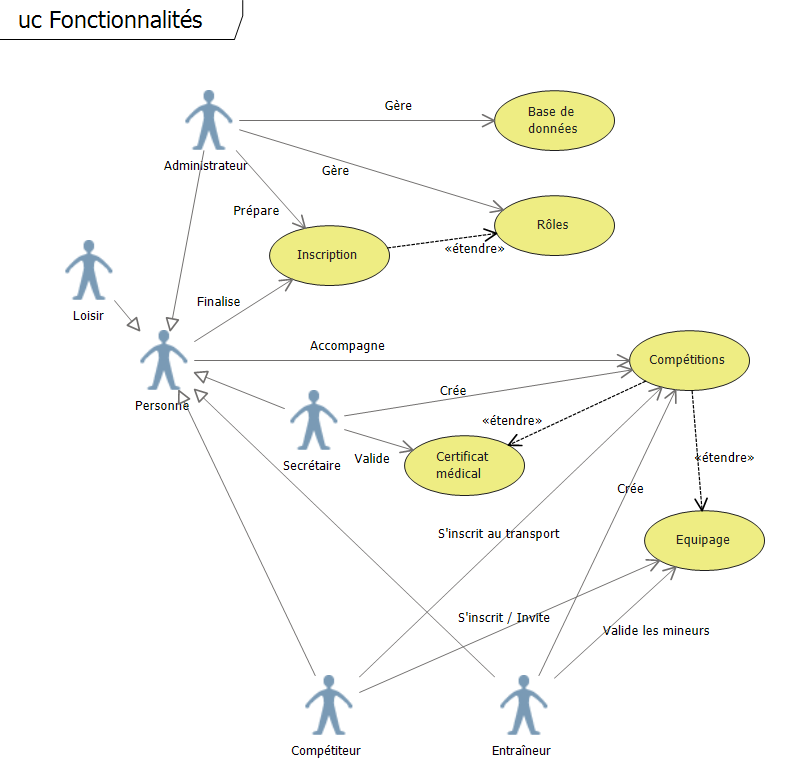 uc Fonctionnalités
Gère
Base de
données
Administrateur
Gère
Prépare
Rôles
«étendre»
Inscription
Loisir
Finalise
Accompagne
Compétitions
Personne
Crée
«étendre»
Secrétaire
Valide
Certificat
médical
«étendre»
Crée
S'inscrit au transport
Equipage
S'inscrit / Invite
Valide les mineurs
Compétiteur
Entraîneur